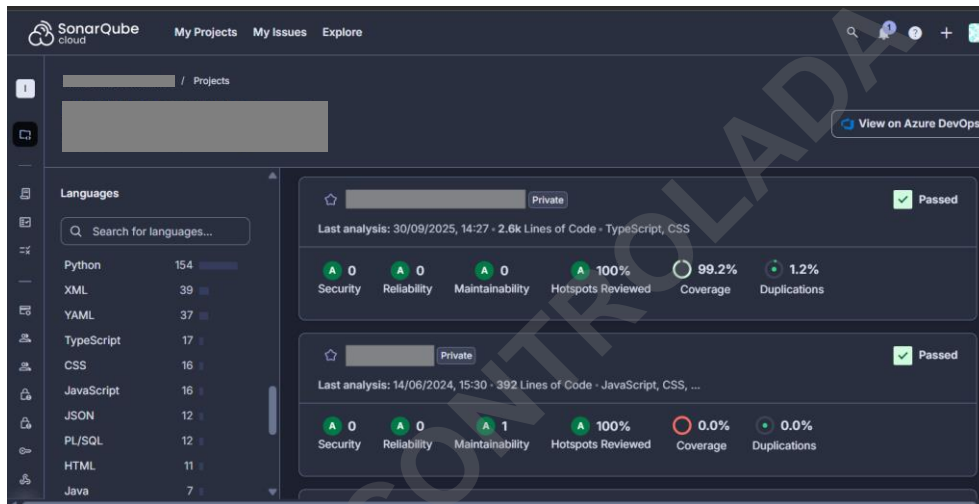 SonarQube
cloud
My Projects My Issues Explore
1
?
I
/ Projects
View on Azure DevOps
Languages
Search for languages...
Python 154
XML 39
YAML 37
TypeScript 17
CSS 16
JavaScript 16
JSON 12
PL/SQL 12
HTML 11
Java 7
Private
Passed
Last analysis: 30/09/2025, 14:27 • 2.6k Lines of Code • TypeScript, CSS
A 0 A 0 A 0 A 100% 99.2% 1.2%
Security Reliability Maintainability Hotspots Reviewed Coverage Duplications
Private
Passed
Last analysis: 14/06/2024, 15:30 • 392 Lines of Code • JavaScript, CSS, ...
A 0 A 0 A 1 A 100% 0.0% 0.0%
Security Reliability Maintainability Hotspots Reviewed Coverage Duplications
CONTROLADA